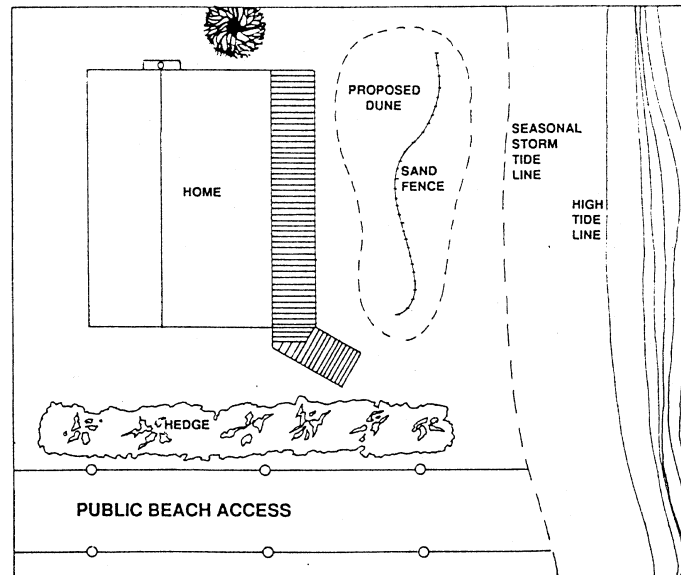 PROPOSED
DUNE
SEASONAL
STORM
TIDE
LINE
HOME
SAND
FENCE
HIGH
TIDE
LINE
HEDGE
PUBLIC BEACH ACCESS